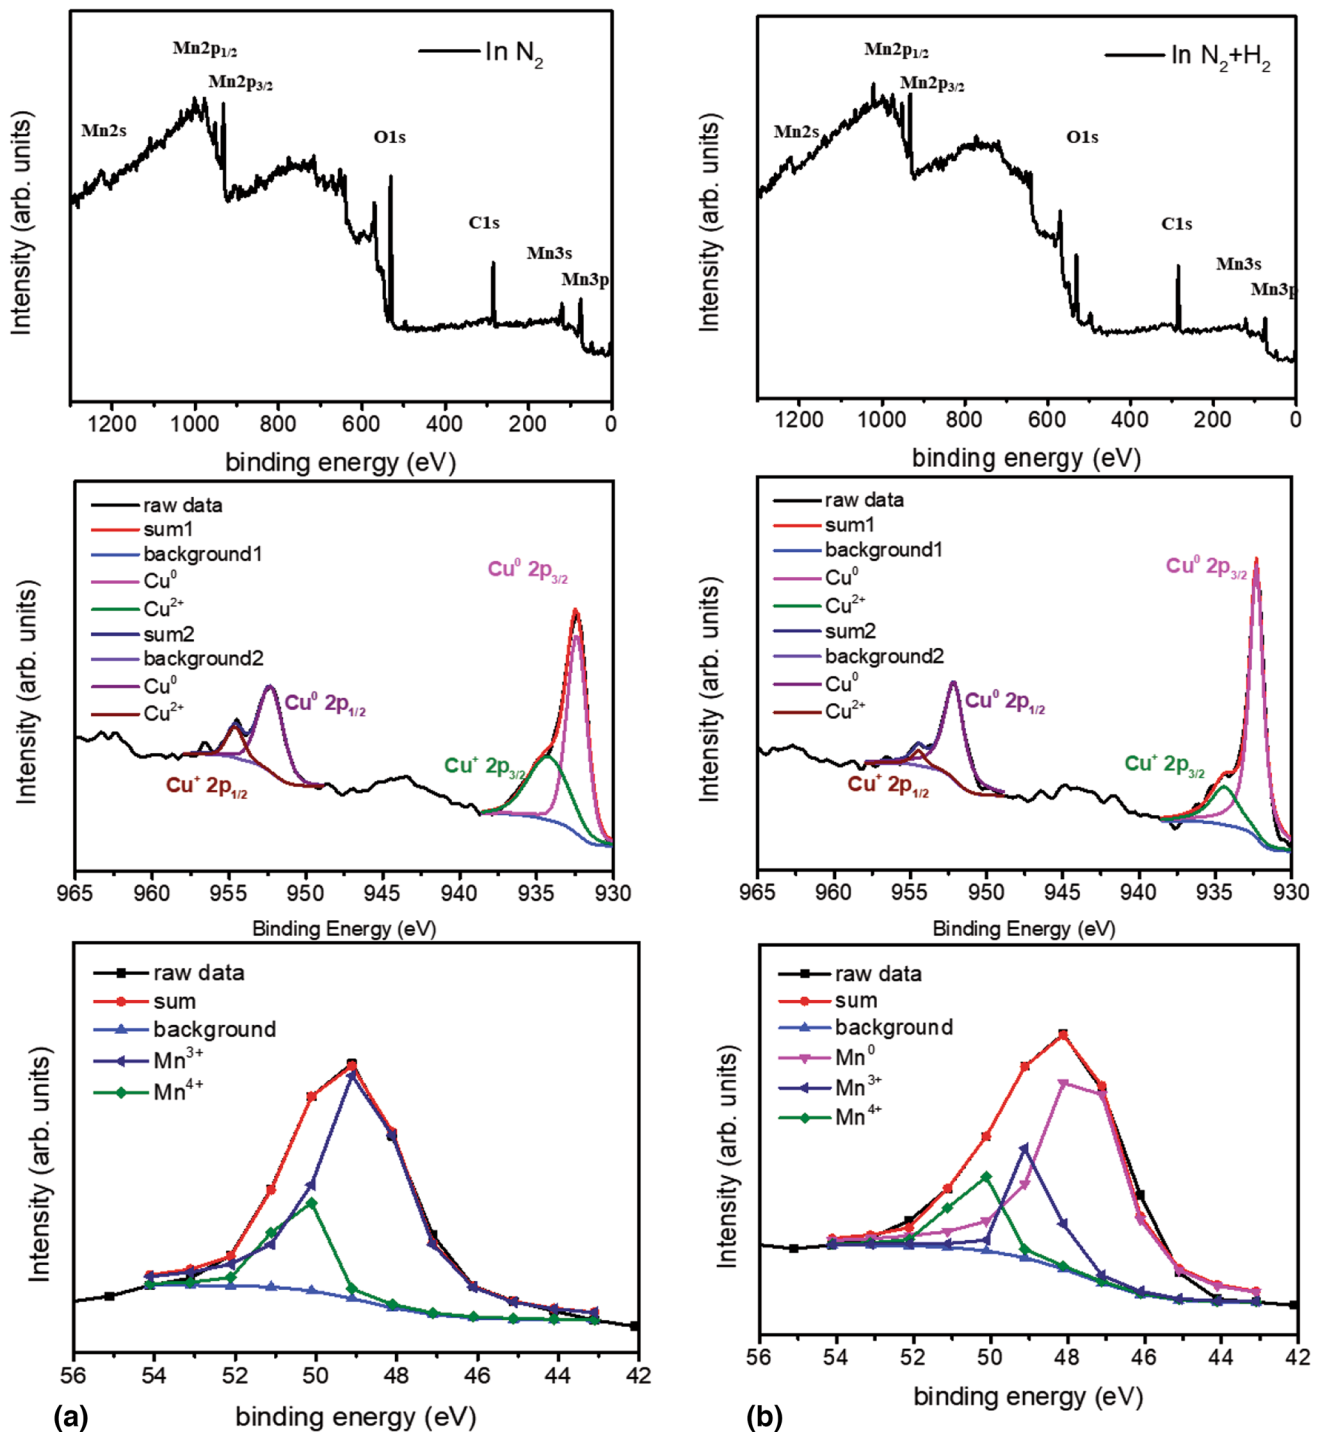 In N2
Mn2p1/2
Mn2p3/2
Mn2s
O1s
C1s
Mn3s
Mn3p
Intensity (arb. units)
1200 1000 800 600 400 200 0
binding energy (eV)
In N2+H2
Mn2p1/2
Mn2p3/2
Mn2s
O1s
C1s
Mn3s
Mn3p
Intensity (arb. units)
1200 1000 800 600 400 200 0
binding energy (eV)
raw data
sum1
background1
Cu0
Cu2+
sum2
background2
Cu0
Cu2+
Cu0 2p3/2
Cu0 2p1/2
Cu+ 2p3/2
Cu+ 2p1/2
Intensity (arb. units)
965 960 955 950 945 940 935 930
Binding Energy (eV)
raw data
sum1
background1
Cu0
Cu2+
sum2
background2
Cu0
Cu2+
Cu0 2p3/2
Cu0 2p1/2
Cu+ 2p3/2
Cu+ 2p1/2
Intensity (arb. units)
965 960 955 950 945 940 935 930
Binding Energy (eV)
raw data
sum
background
Mn3+
Mn4+
Intensity (arb. units)
56 54 52 50 48 46 44 42
(a)
binding energy (eV)
raw data
sum
background
Mn0
Mn3+
Mn4+
Intensity (arb. units)
56 54 52 50 48 46 44 42
(b)
binding energy (eV)